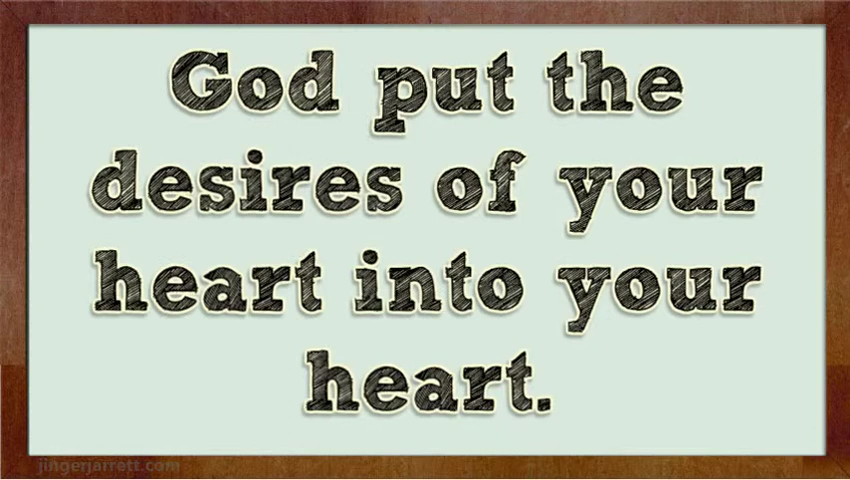 God put the
desires of your
heart into your
heart.
jingerjarrett.com